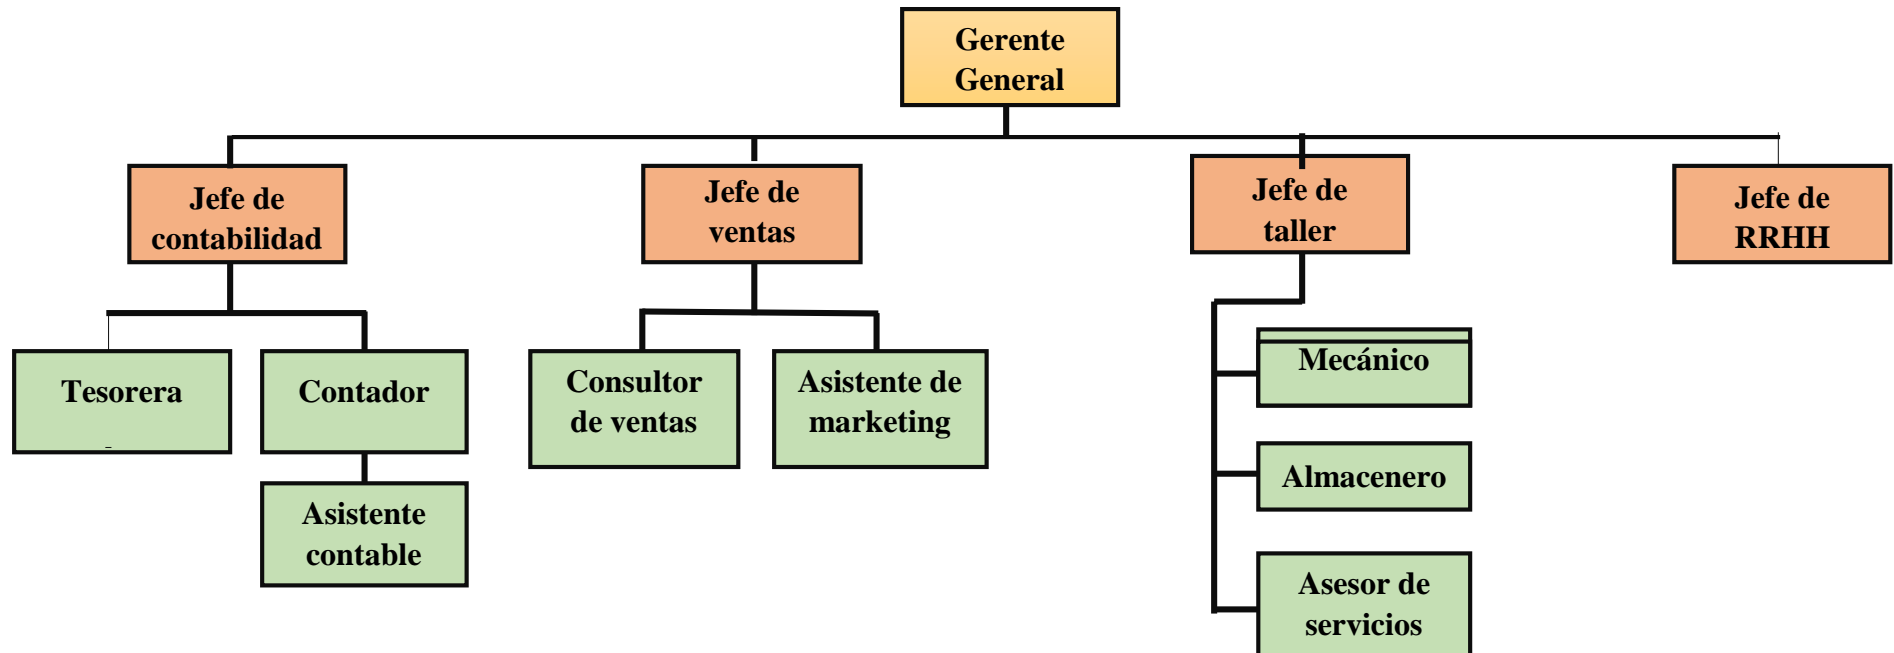 Gerente
General
Jefe de
contabilidad
Jefe de
ventas
Jefe de
taller
Jefe de
RRHH
Tesorera
Contador
Consultor
de ventas
Asistente de
marketing
Mecánico
Almacenero
Asistente
contable
Asesor de
servicios